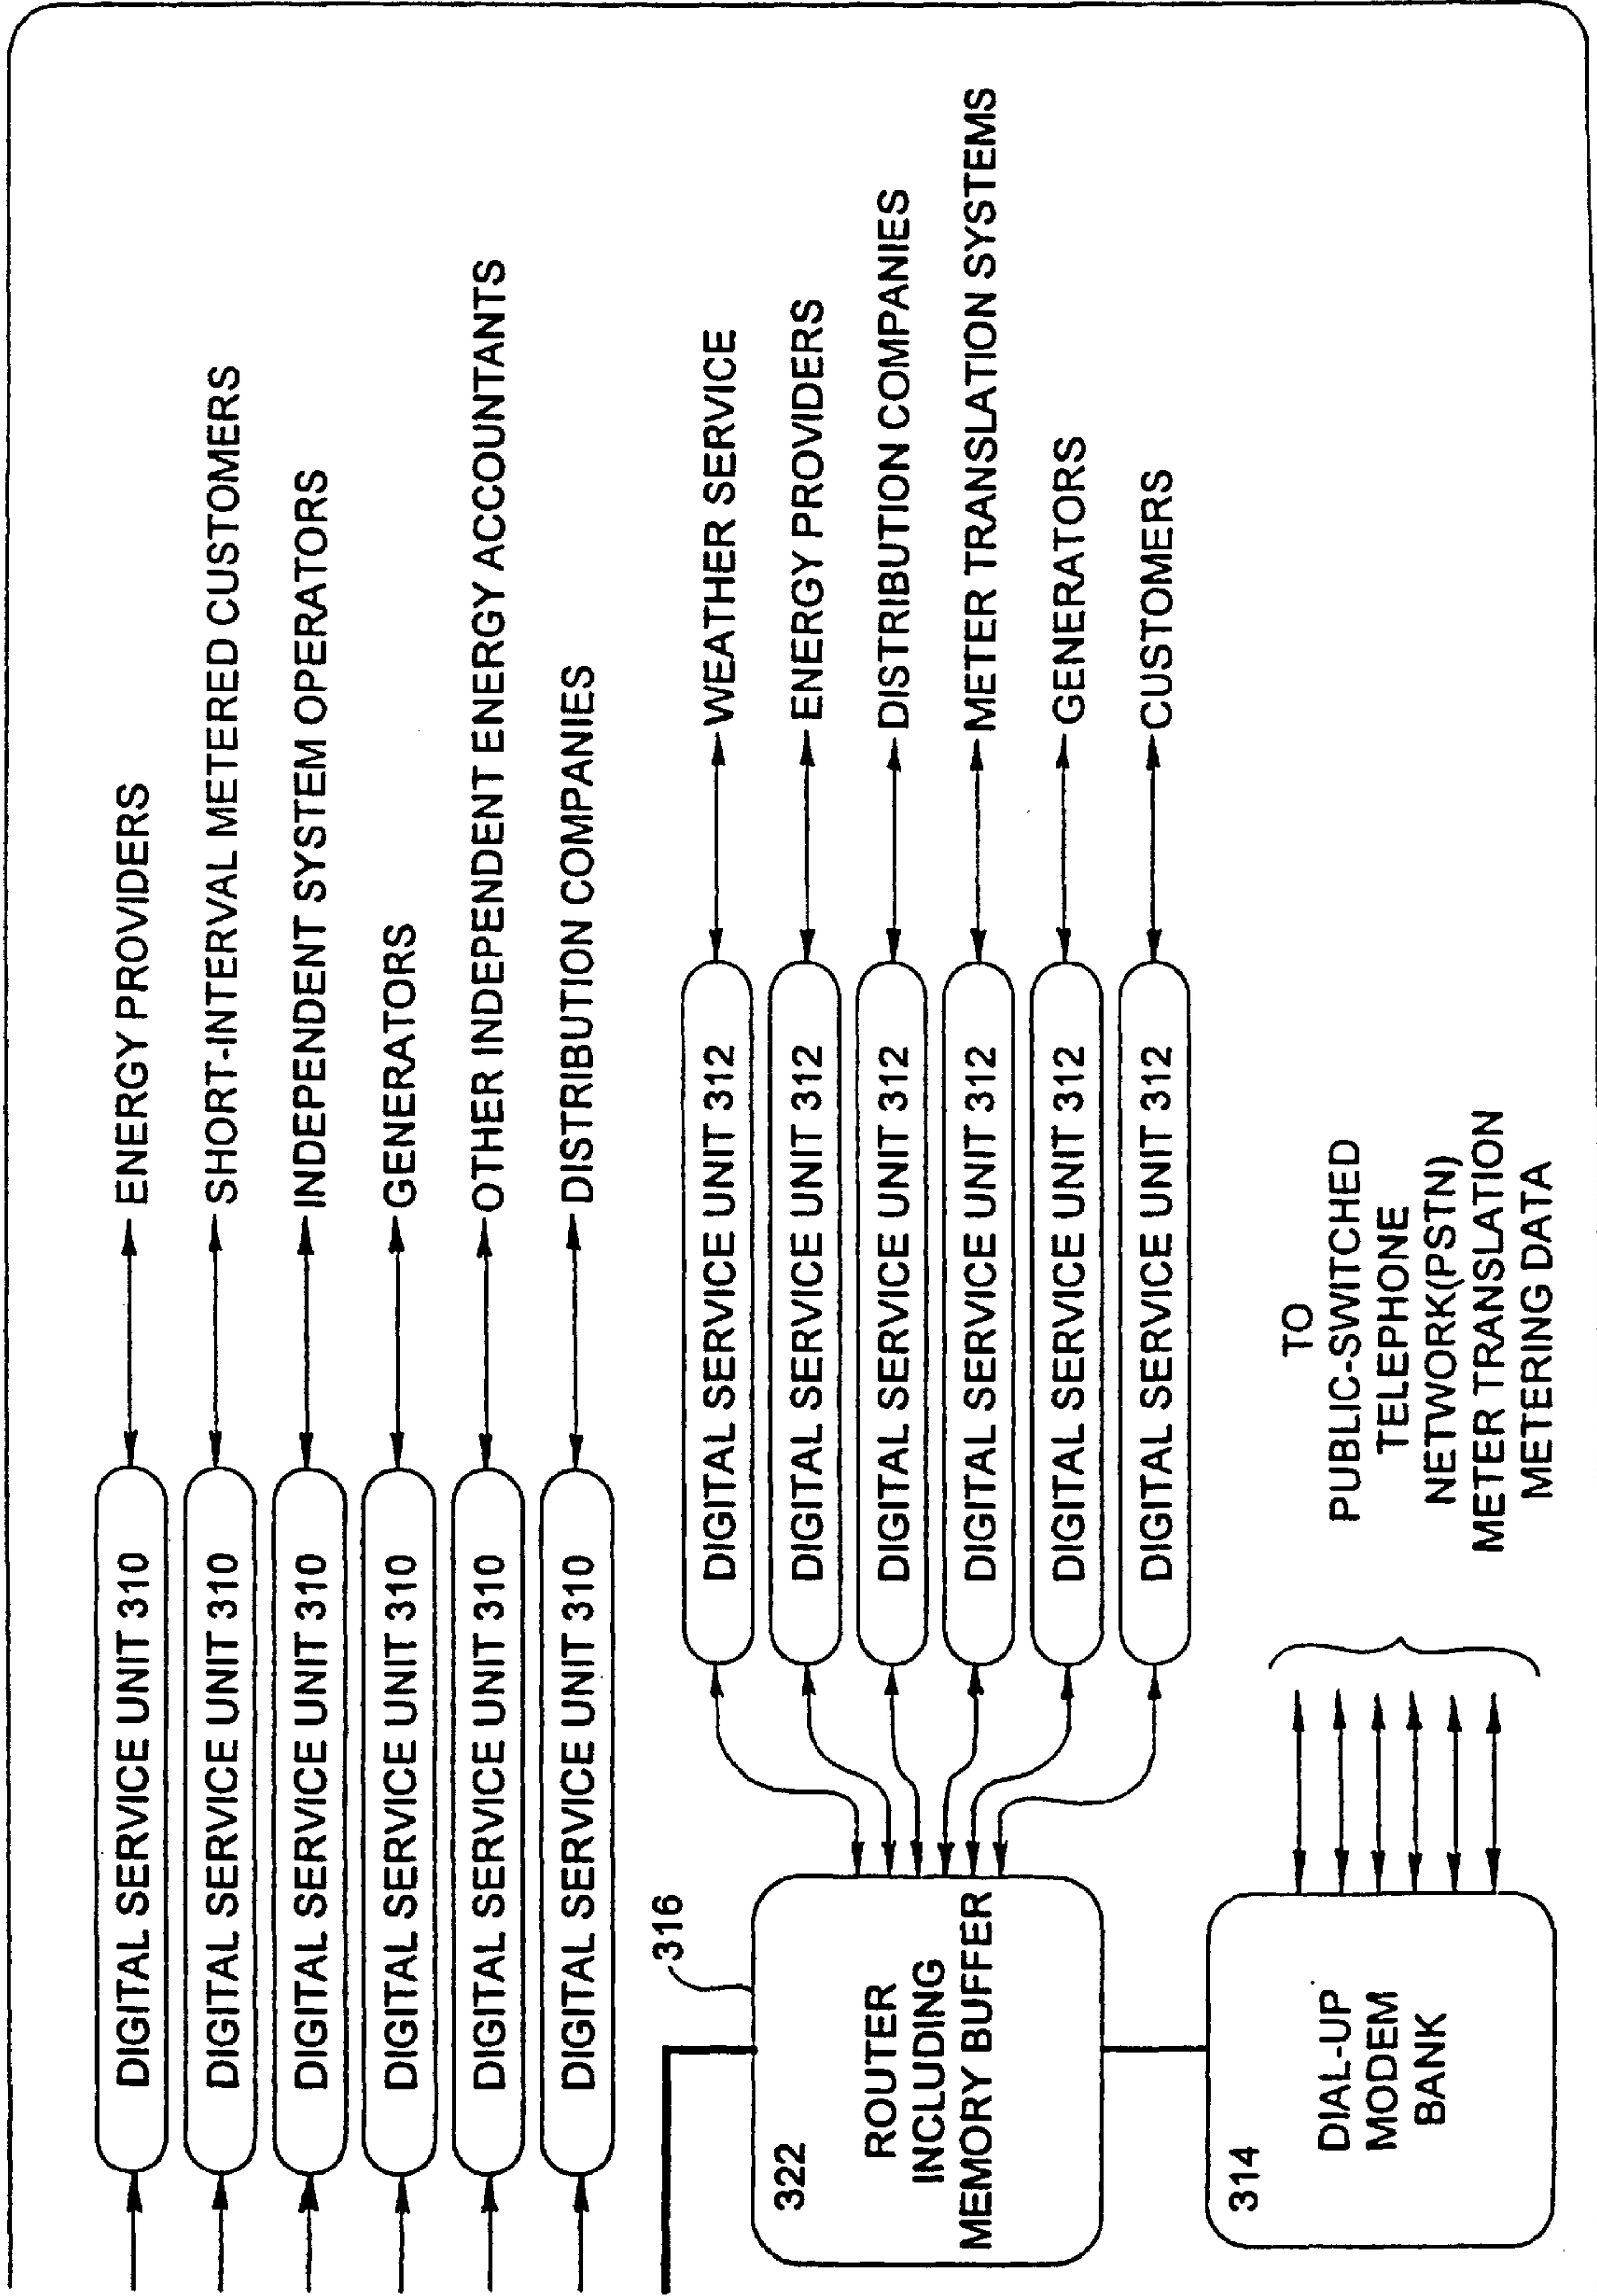 DIGITAL SERVICE UNIT 310
ENERGY PROVIDERS
DIGITAL SERVICE UNIT 310
SHORT-INTERVAL METERED CUSTOMERS
DIGITAL SERVICE UNIT 310
INDEPENDENT SYSTEM OPERATORS
DIGITAL SERVICE UNIT 310
GENERATORS
DIGITAL SERVICE UNIT 310
OTHER INDEPENDENT ENERGY ACCOUNTANTS
DIGITAL SERVICE UNIT 310
DISTRIBUTION COMPANIES
316
322
ROUTER
INCLUDING
MEMORY BUFFER
DIGITAL SERVICE UNIT 312
WEATHER SERVICE
DIGITAL SERVICE UNIT 312
ENERGY PROVIDERS
DIGITAL SERVICE UNIT 312
DISTRIBUTION COMPANIES
DIGITAL SERVICE UNIT 312
METER TRANSLATION SYSTEMS
DIGITAL SERVICE UNIT 312
GENERATORS
DIGITAL SERVICE UNIT 312
CUSTOMERS
314
DIAL-UP
MODEM
BANK
TO
PUBLIC-SWITCHED
TELEPHONE
NETWORK(PSTN)
METER TRANSLATION
METERING DATA